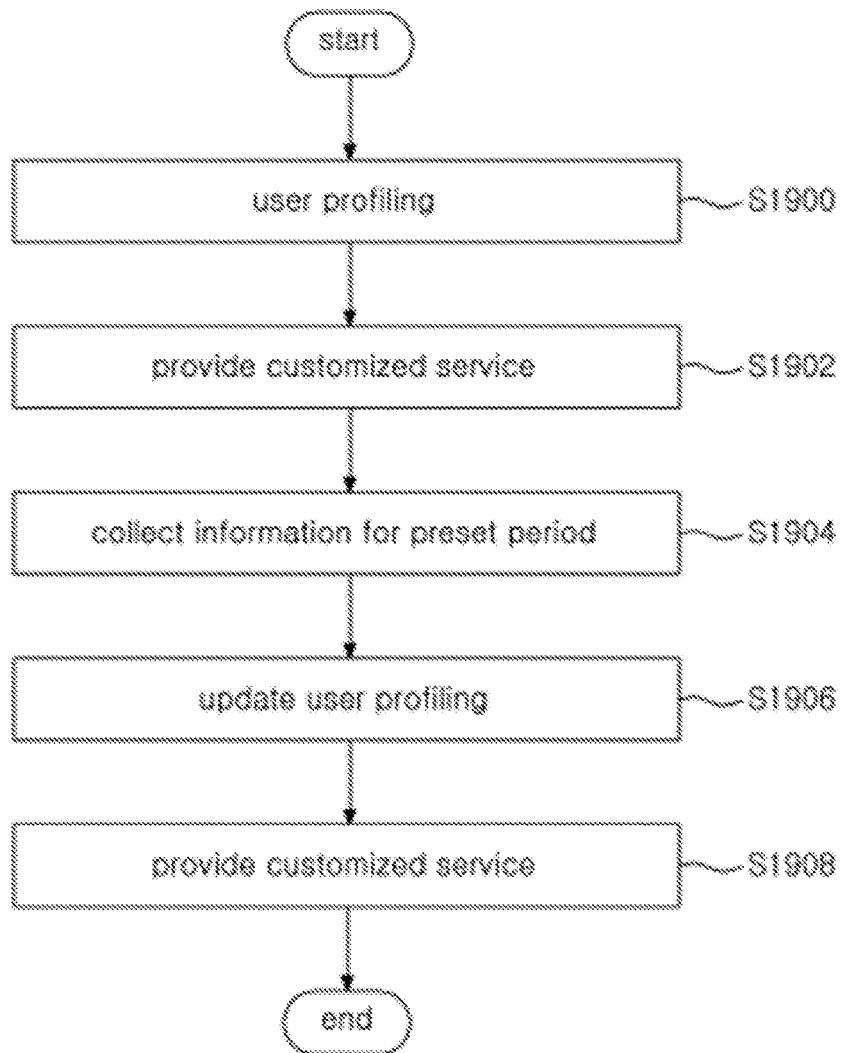 start
user profiling S1900
provide customized service S1902
collect information for preset period S1904
update user profiling S1906
provide customized service S1908
end